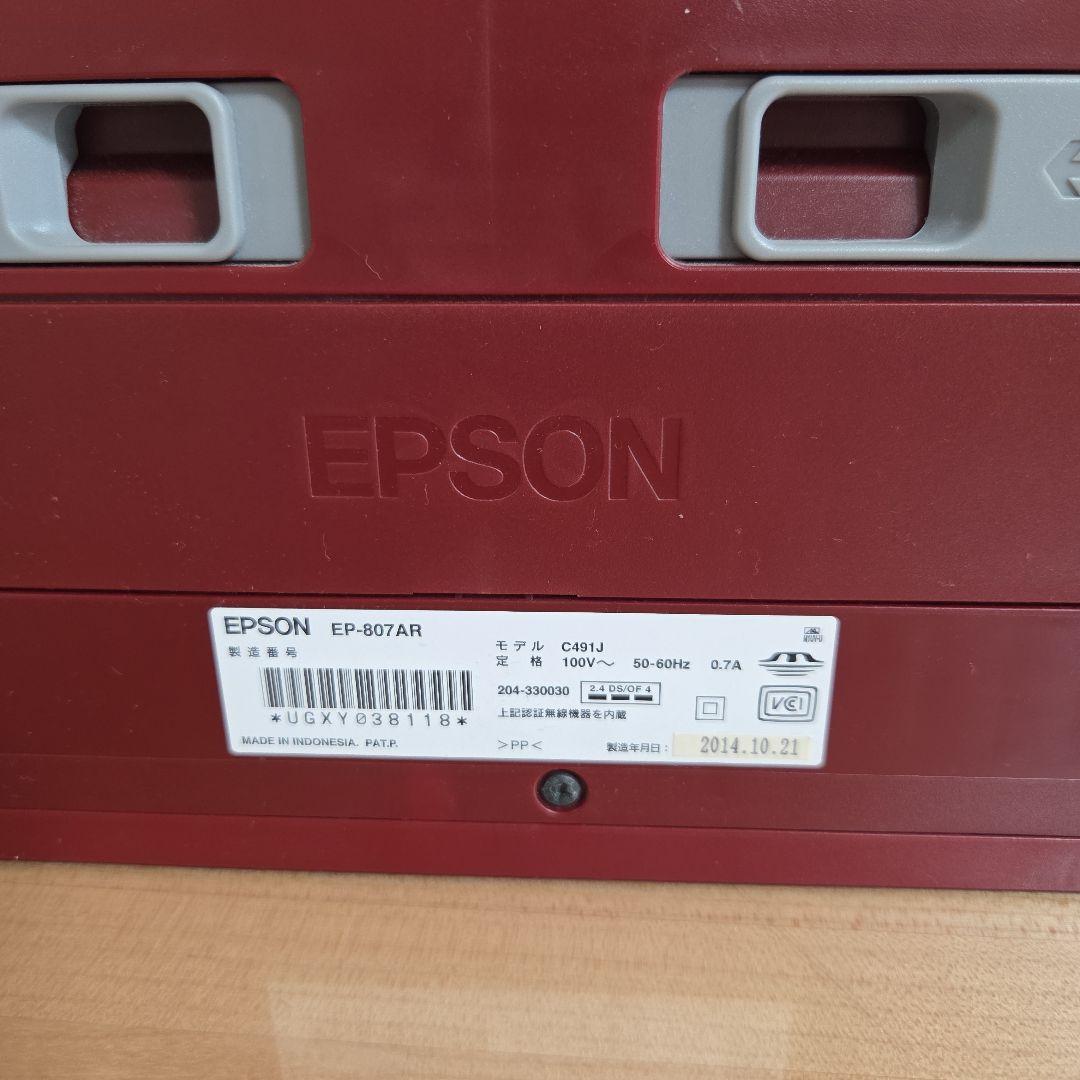 EPSON
EPSON EP-807AR
製造番号
*UGXY038118*
MADE IN INDONESIA. PAT.P.
モデル C491J
定格 100V～ 50-60Hz 0.7A
204-330030 2.4 DS/OF 4
上記認証無線機器を内蔵
>PP<
製造年月日: 2014.10.21
VCI